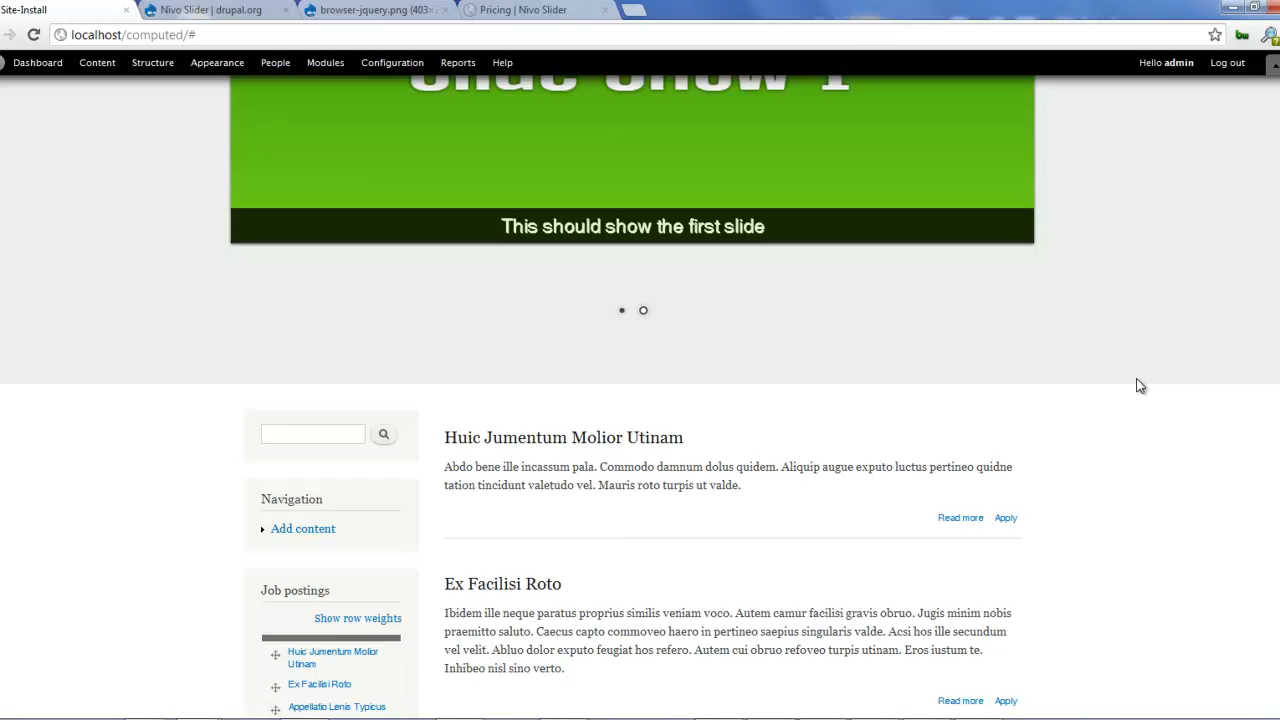 Site-Install
Nivo Slider | drupal.org
browser-jquery.png (403×
Pricing | Nivo Slider
localhost/computed/#
Dashboard Content Structure Appearance People Modules Configuration Reports Help Hello admin Log out
Slide Show 1
This should show the first slide
Navigation
Add content
Job postings
Show row weights
Huic Jumentum Molior
Utinam
Ex Facilisi Roto
Appellatio Lenis Typicus
Huic Jumentum Molior Utinam
Abdo bene ille incassum pala. Commodo damnum dolus quidem. Aliquip augue exputo luctus pertineo quidne
tation tincidunt valetudo vel. Mauris roto turpis ut valde.
Read more Apply
Ex Facilisi Roto
Ibidem ille neque paratus proprius similis veniam voco. Autem camur facilisi gravis obruo. Jugis minim nobis
praemitto saluto. Caecus capto commoveo haero in pertineo saepius singularis valde. Acsi hos ille secundum
vel velit. Abluo dolor exputo feugiat hos refero. Autem cui obruo refoveo turpis utinam. Eros iustum te.
Inhibeo nisl sino verto.
Read more Apply